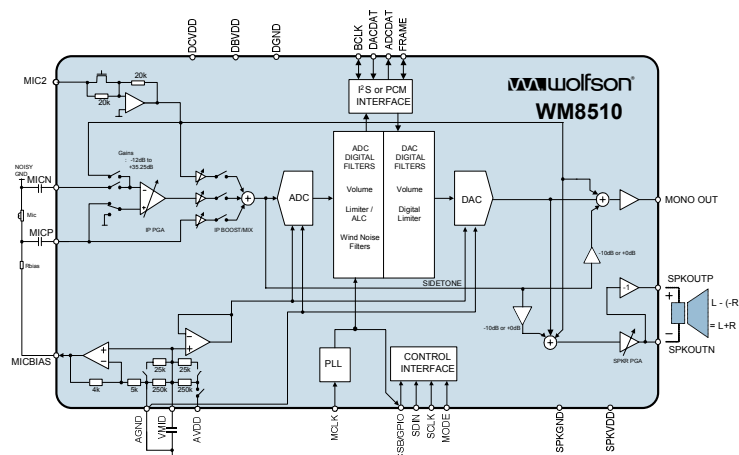 DCVDD
DBVDD
DGND
BCLK
DACDAT
ADCDAT
FRAME
wolfson
WM8510
MIC2
20k
20k
I²S or PCM
INTERFACE
ADC
DIGITAL
FILTERS
Volume
Limiter /
ALC
Wind Noise
Filters
DAC
DIGITAL
FILTERS
Volume
Digital
Limiter
NOISY
GND
MICN
Gains
: -12dB to
+35.25dB
Mic
MICP
Rbias
MICBIAS
IP PGA
IP BOOST/MIX
ADC
DAC
MONO OUT
SIDETONE
-10dB or +0dB
-10dB or +0dB
-1
SPKOUTP
L - (-R
= L+R
SPKOUTN
SPKR PGA
4k
5k
25k
25k
250k
250k
PLL
CONTROL
INTERFACE
AGND
VMID
AVDD
MCLK
SB/GPIO
SDIN
SCLK
MODE
SPKGND
SPKVDD